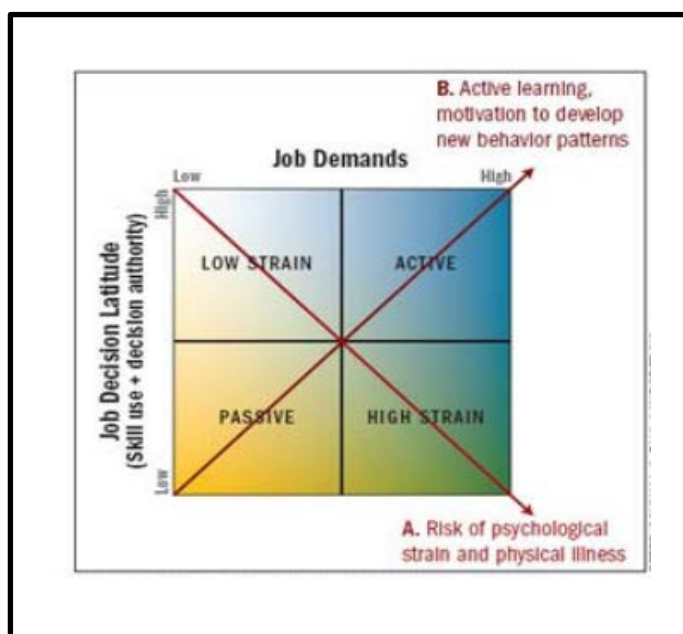 B. Active learning,
motivation to develop
new behavior patterns
Job Demands
Low
High
High
LOW STRAIN
ACTIVE
Job Decision Latitude
(Skill use + decision authority)
PASSIVE
HIGH STRAIN
Low
A. Risk of psychological
strain and physical illness